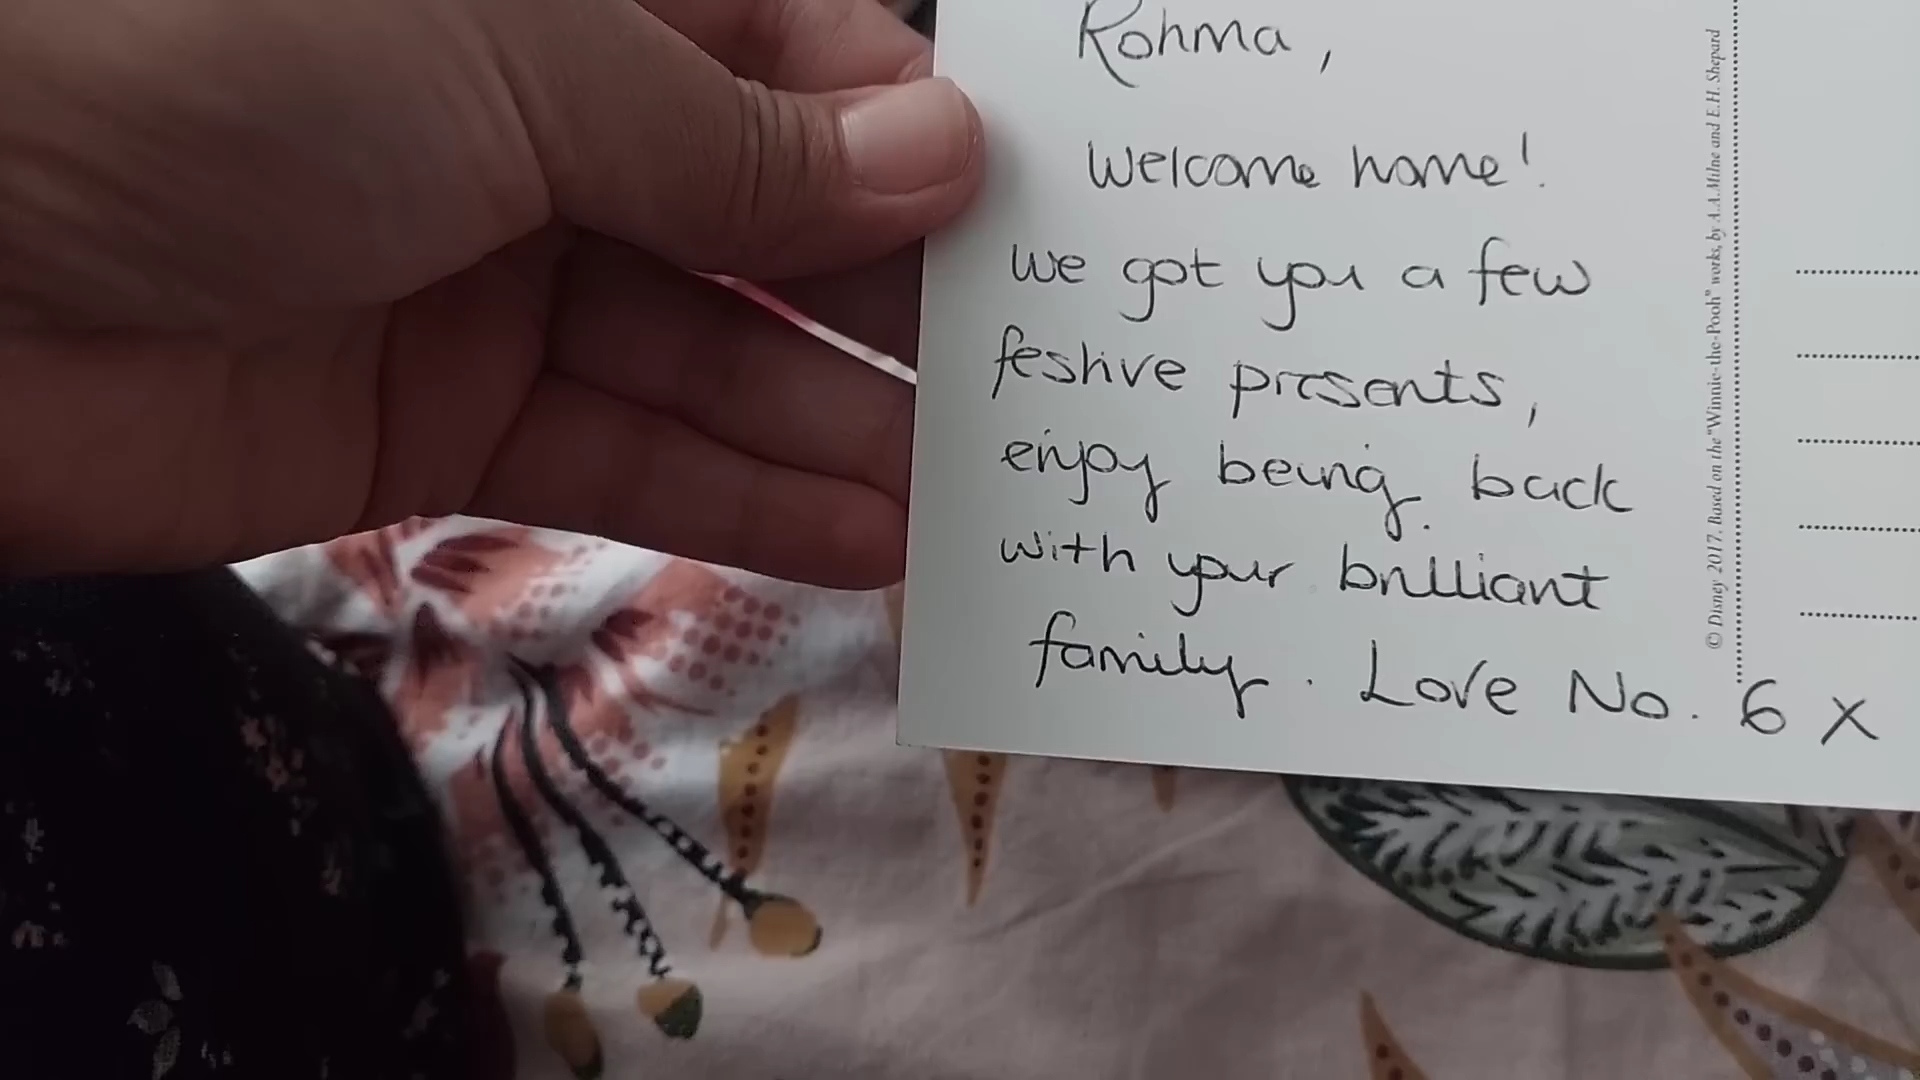 Rohma,
Welcome home!
We got you a few
festive presents,
enjoy being back
with your brilliant
family. Love No. 6 x
© Disney 2017. Based on the "Winnie-the-Pooh" works, by A.A.Milne and E.H. Shepard